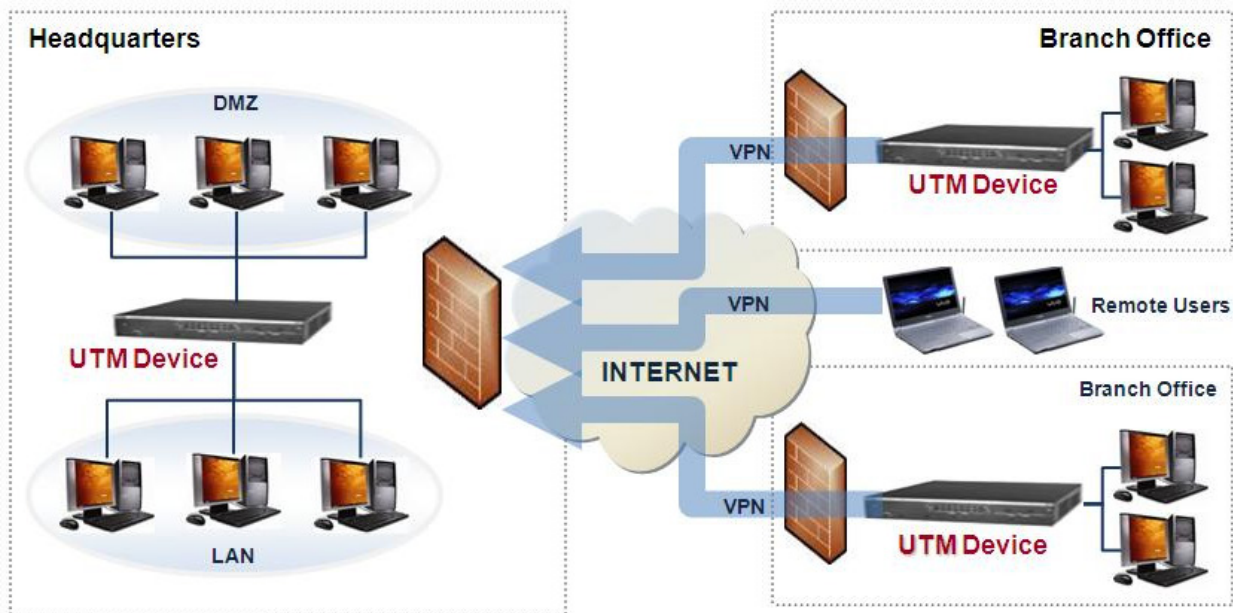 Headquarters
DMZ
UTM Device
LAN
INTERNET
VPN
VPN
VPN
Branch Office
UTM Device
Remote Users
Branch Office
UTM Device